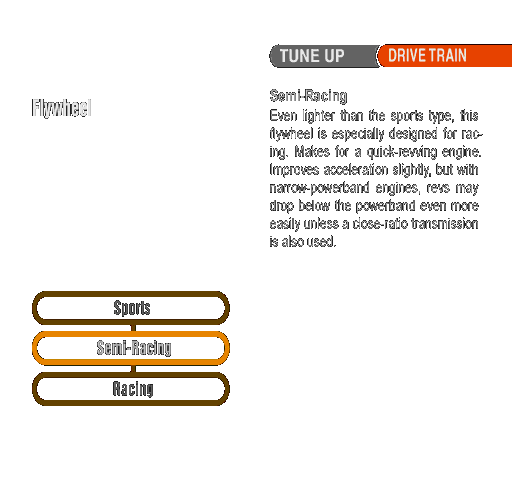 TUNE UP DRIVE TRAIN
Flywheel
Semi-Racing
Even lighter than the sports type, this
flywheel is especially designed for rac-
ing. Makes for a quick-revving engine.
Improves acceleration slightly, but with
narrow-powerband engines, revs may
drop below the powerband even more
easily unless a close-ratio transmission
is also used.
Sports
Semi-Racing
Racing